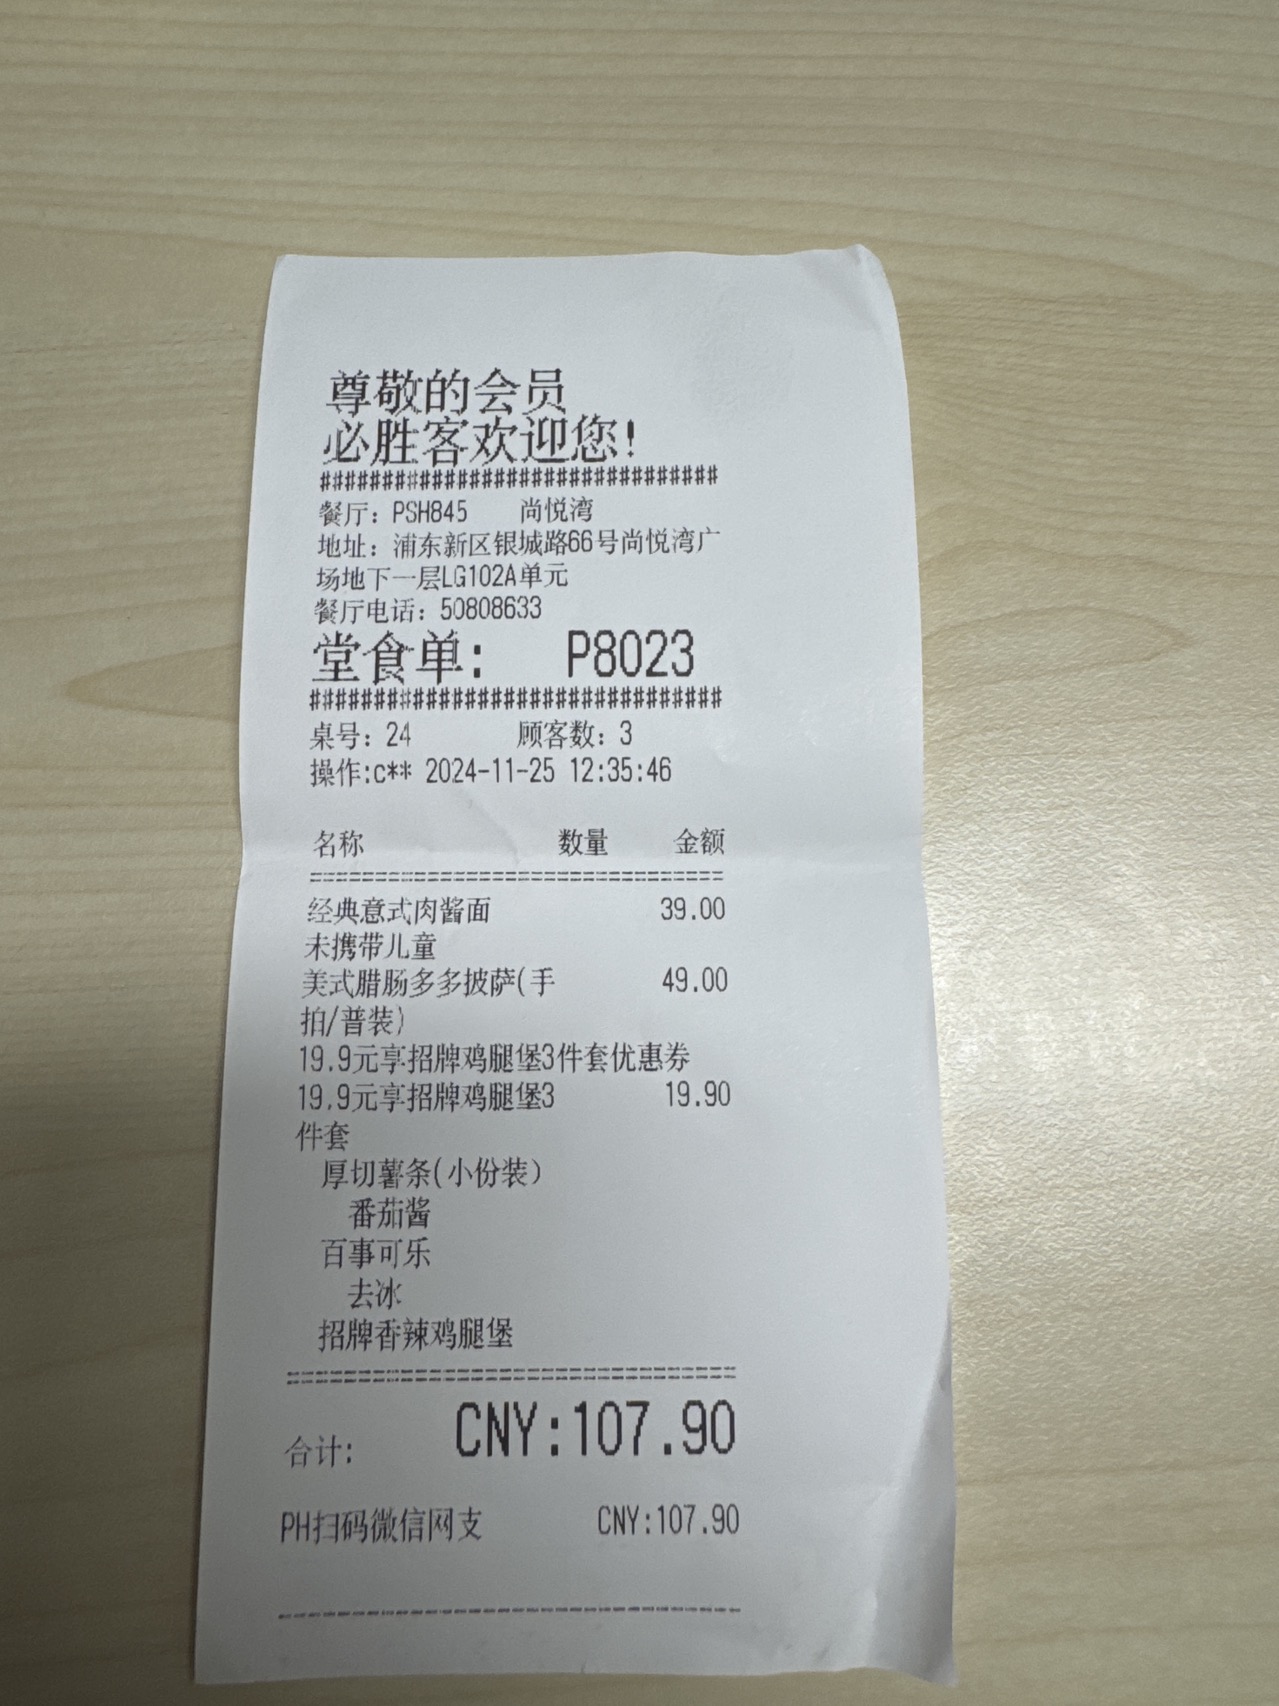 尊敬的会员
必胜客欢迎您!
################################
餐厅: PSH845 尚悦湾
地址: 浦东新区银城路66号尚悦湾广
场地下一层LG102A单元
餐厅电话: 50808633
堂食单: P8023
################################
桌号: 24 顾客数: 3
操作:c** 2024-11-25 12:35:46
名称 数量 金额
================================
经典意式肉酱面 39.00
未携带儿童
美式腊肠多多披萨(手 49.00
拍/普装)
19.9元享招牌鸡腿堡3件套优惠券
19.9元享招牌鸡腿堡3 19.90
件套
厚切薯条(小份装)
番茄酱
百事可乐
去冰
招牌香辣鸡腿堡
================================
合计: CNY:107.90
PH扫码微信网支 CNY:107.90
--------------------------------